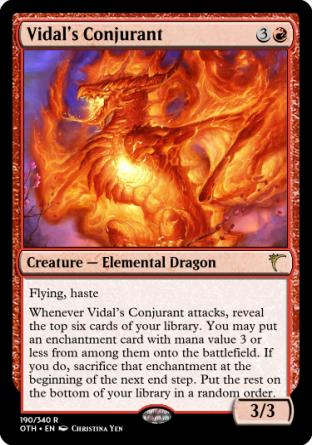 Vidal's Conjurant 3
Creature — Elemental Dragon
Flying, haste
Whenever Vidal's Conjurant attacks, reveal
the top six cards of your library. You may put
an enchantment card with mana value 3 or
less from among them onto the battlefield. If
you do, sacrifice that enchantment at the
beginning of the next end step. Put the rest on
the bottom of your library in a random order.
3/3
190/340 R
OTH • EN Christina Yen